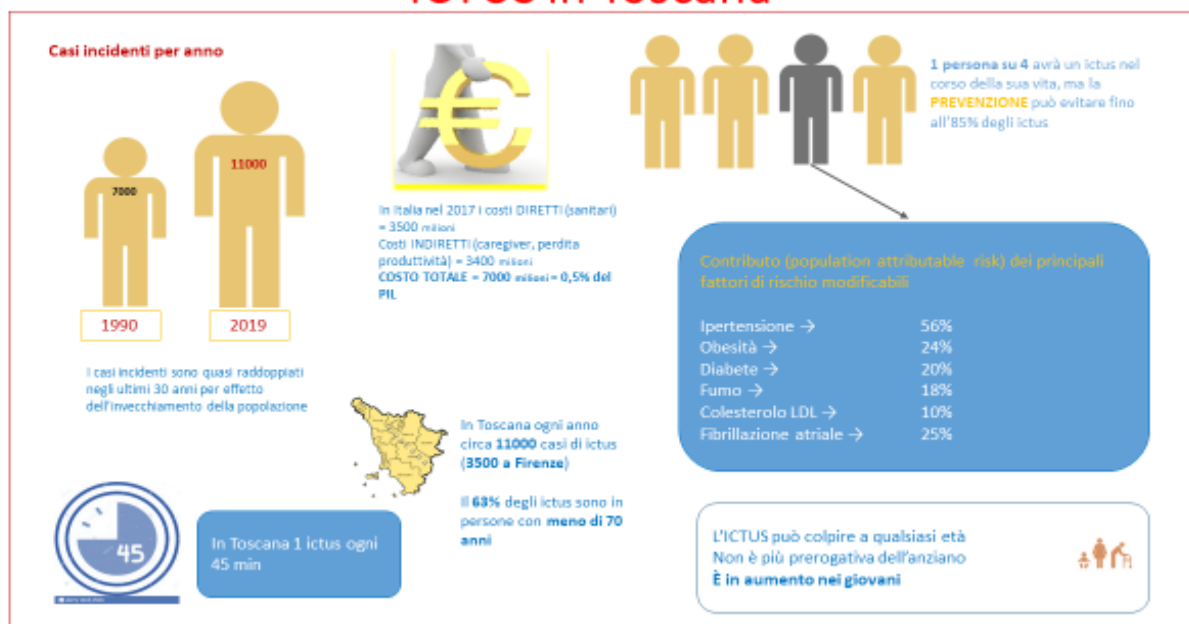 ICTUS in Toscana
Casi incidenti per anno
7000
11000
1990
2019
I casi incidenti sono quasi raddoppiati
negli ultimi 30 anni per effetto
dell'invecchiamento della popolazione
In Italia nel 2017 i costi DIRETTI (sanitari)
= 3500 milioni
Costi INDIRETTI (caregiver, perdita
produttività) = 3400 milioni
COSTO TOTALE = 7000 milioni = 0,5% del
PIL
1 persona su 4 avrà un ictus nel
corso della sua vita, ma la
PREVENZIONE può evitare fino
all'85% degli ictus
Contributo (population attributable risk) dei principali
fattori di rischio modificabili
Ipertensione → 56%
Obesità → 24%
Diabete → 20%
Fumo → 18%
Colesterolo LDL → 10%
Fibrillazione atriale → 25%
In Toscana ogni anno
circa 11000 casi di ictus
(3500 a Firenze)
Il 63% degli ictus sono in
persone con meno di 70
anni
45
In Toscana 1 ictus ogni
45 min
L'ICTUS può colpire a qualsiasi età
Non è più prerogativa dell'anziano
È in aumento nei giovani